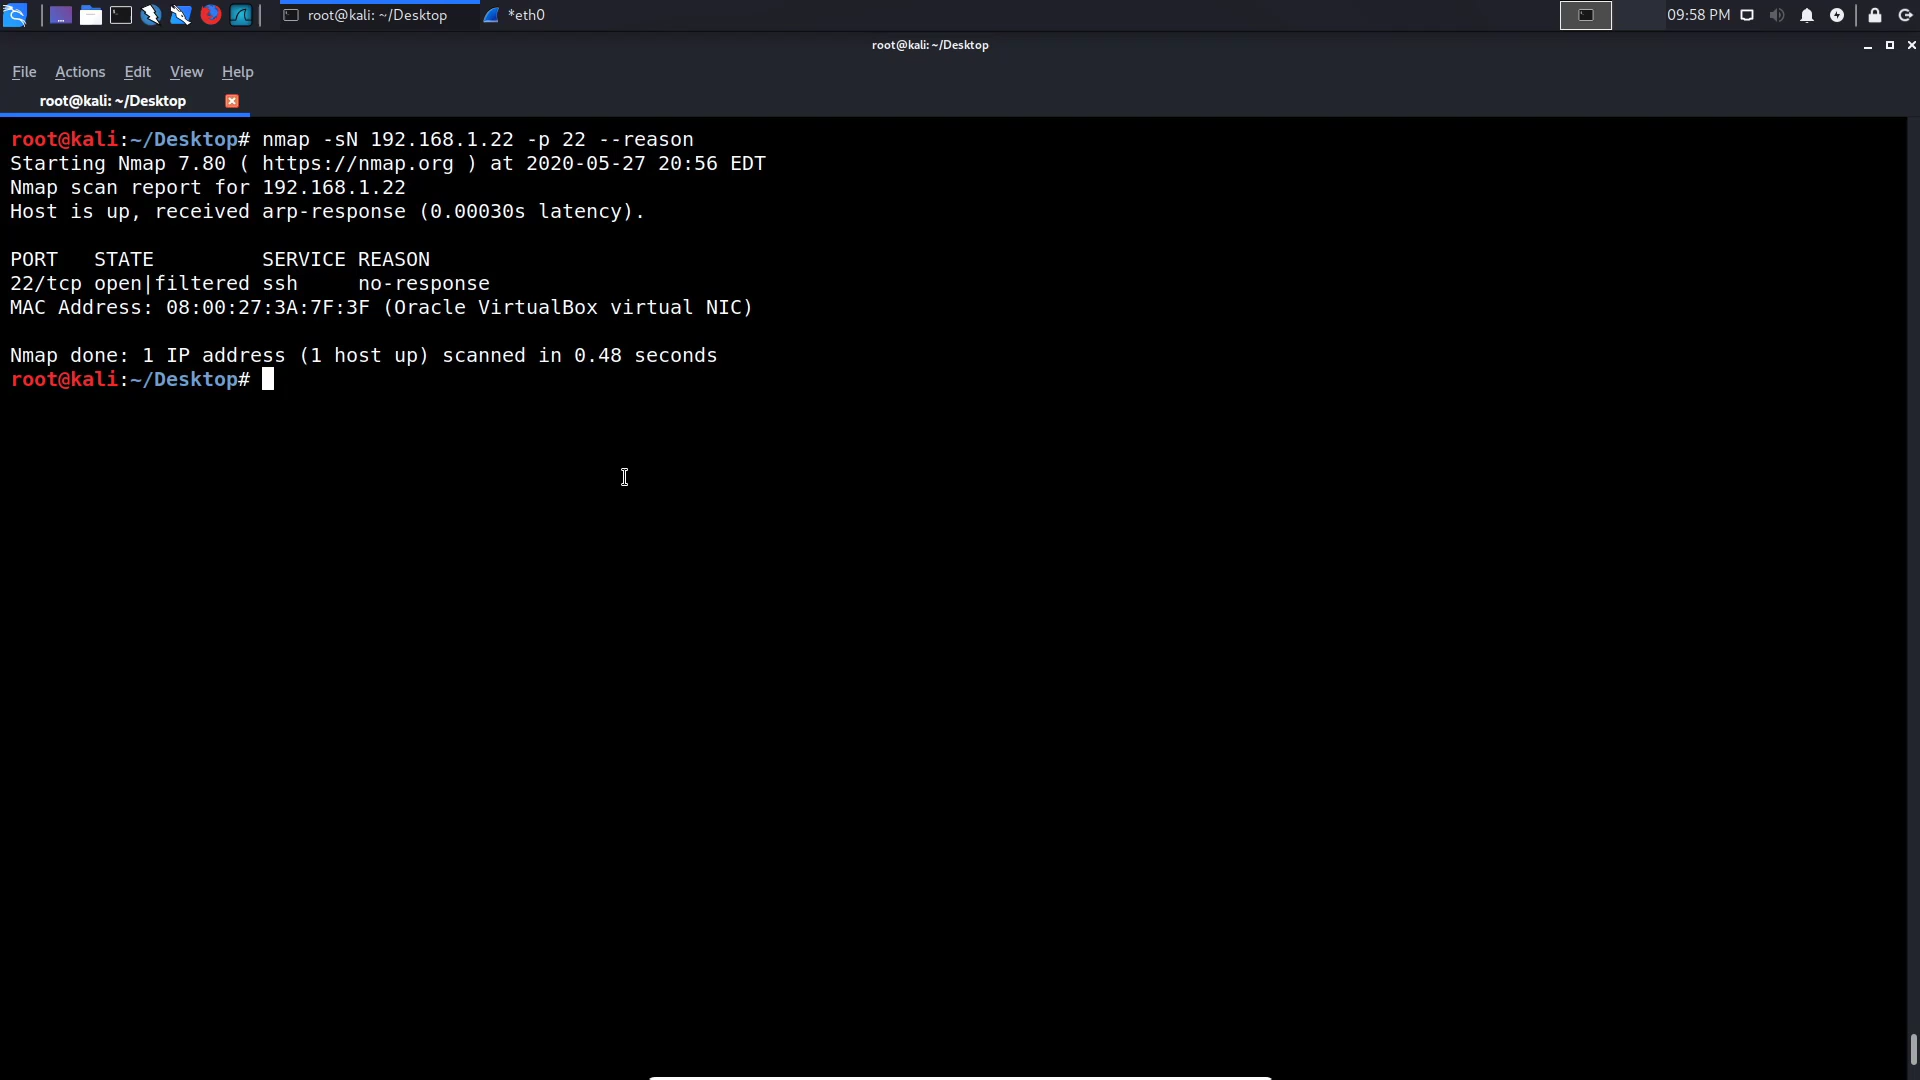 root@kali: ~/Desktop
*eth0
09:58 PM
root@kali: ~/Desktop
File Actions Edit View Help
root@kali: ~/Desktop
root@kali:~/Desktop# nmap -sN 192.168.1.22 -p 22 --reason
Starting Nmap 7.80 ( https://nmap.org ) at 2020-05-27 20:56 EDT
Nmap scan report for 192.168.1.22
Host is up, received arp-response (0.00030s latency).
PORT   STATE         SERVICE REASON
22/tcp open|filtered ssh     no-response
MAC Address: 08:00:27:3A:7F:3F (Oracle VirtualBox virtual NIC)
Nmap done: 1 IP address (1 host up) scanned in 0.48 seconds
root@kali:~/Desktop#